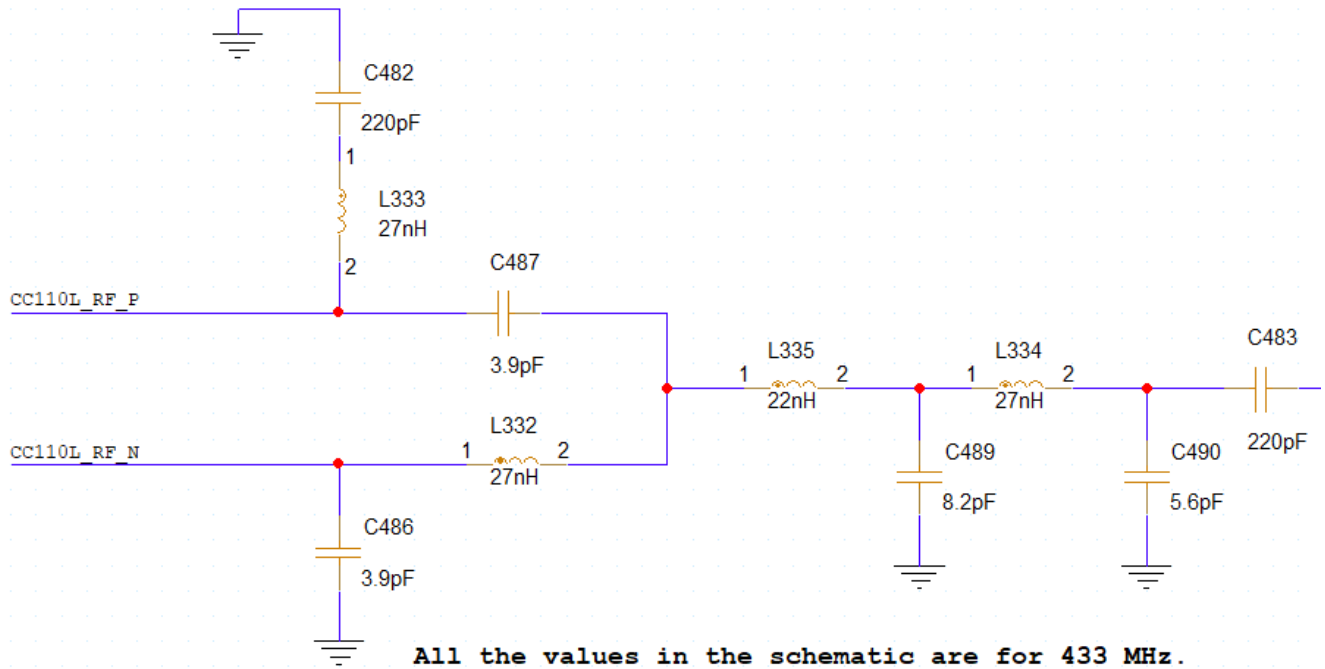 C482
220pF
1
L333
27nH
2
C487
CC110L_RF_P
3.9pF
L335
1 2
22nH
L334
1 2
27nH
C483
220pF
L332
1 2
27nH
CC110L_RF_N
C489
8.2pF
C490
5.6pF
C486
3.9pF
All the values in the schematic are for 433 MHz.